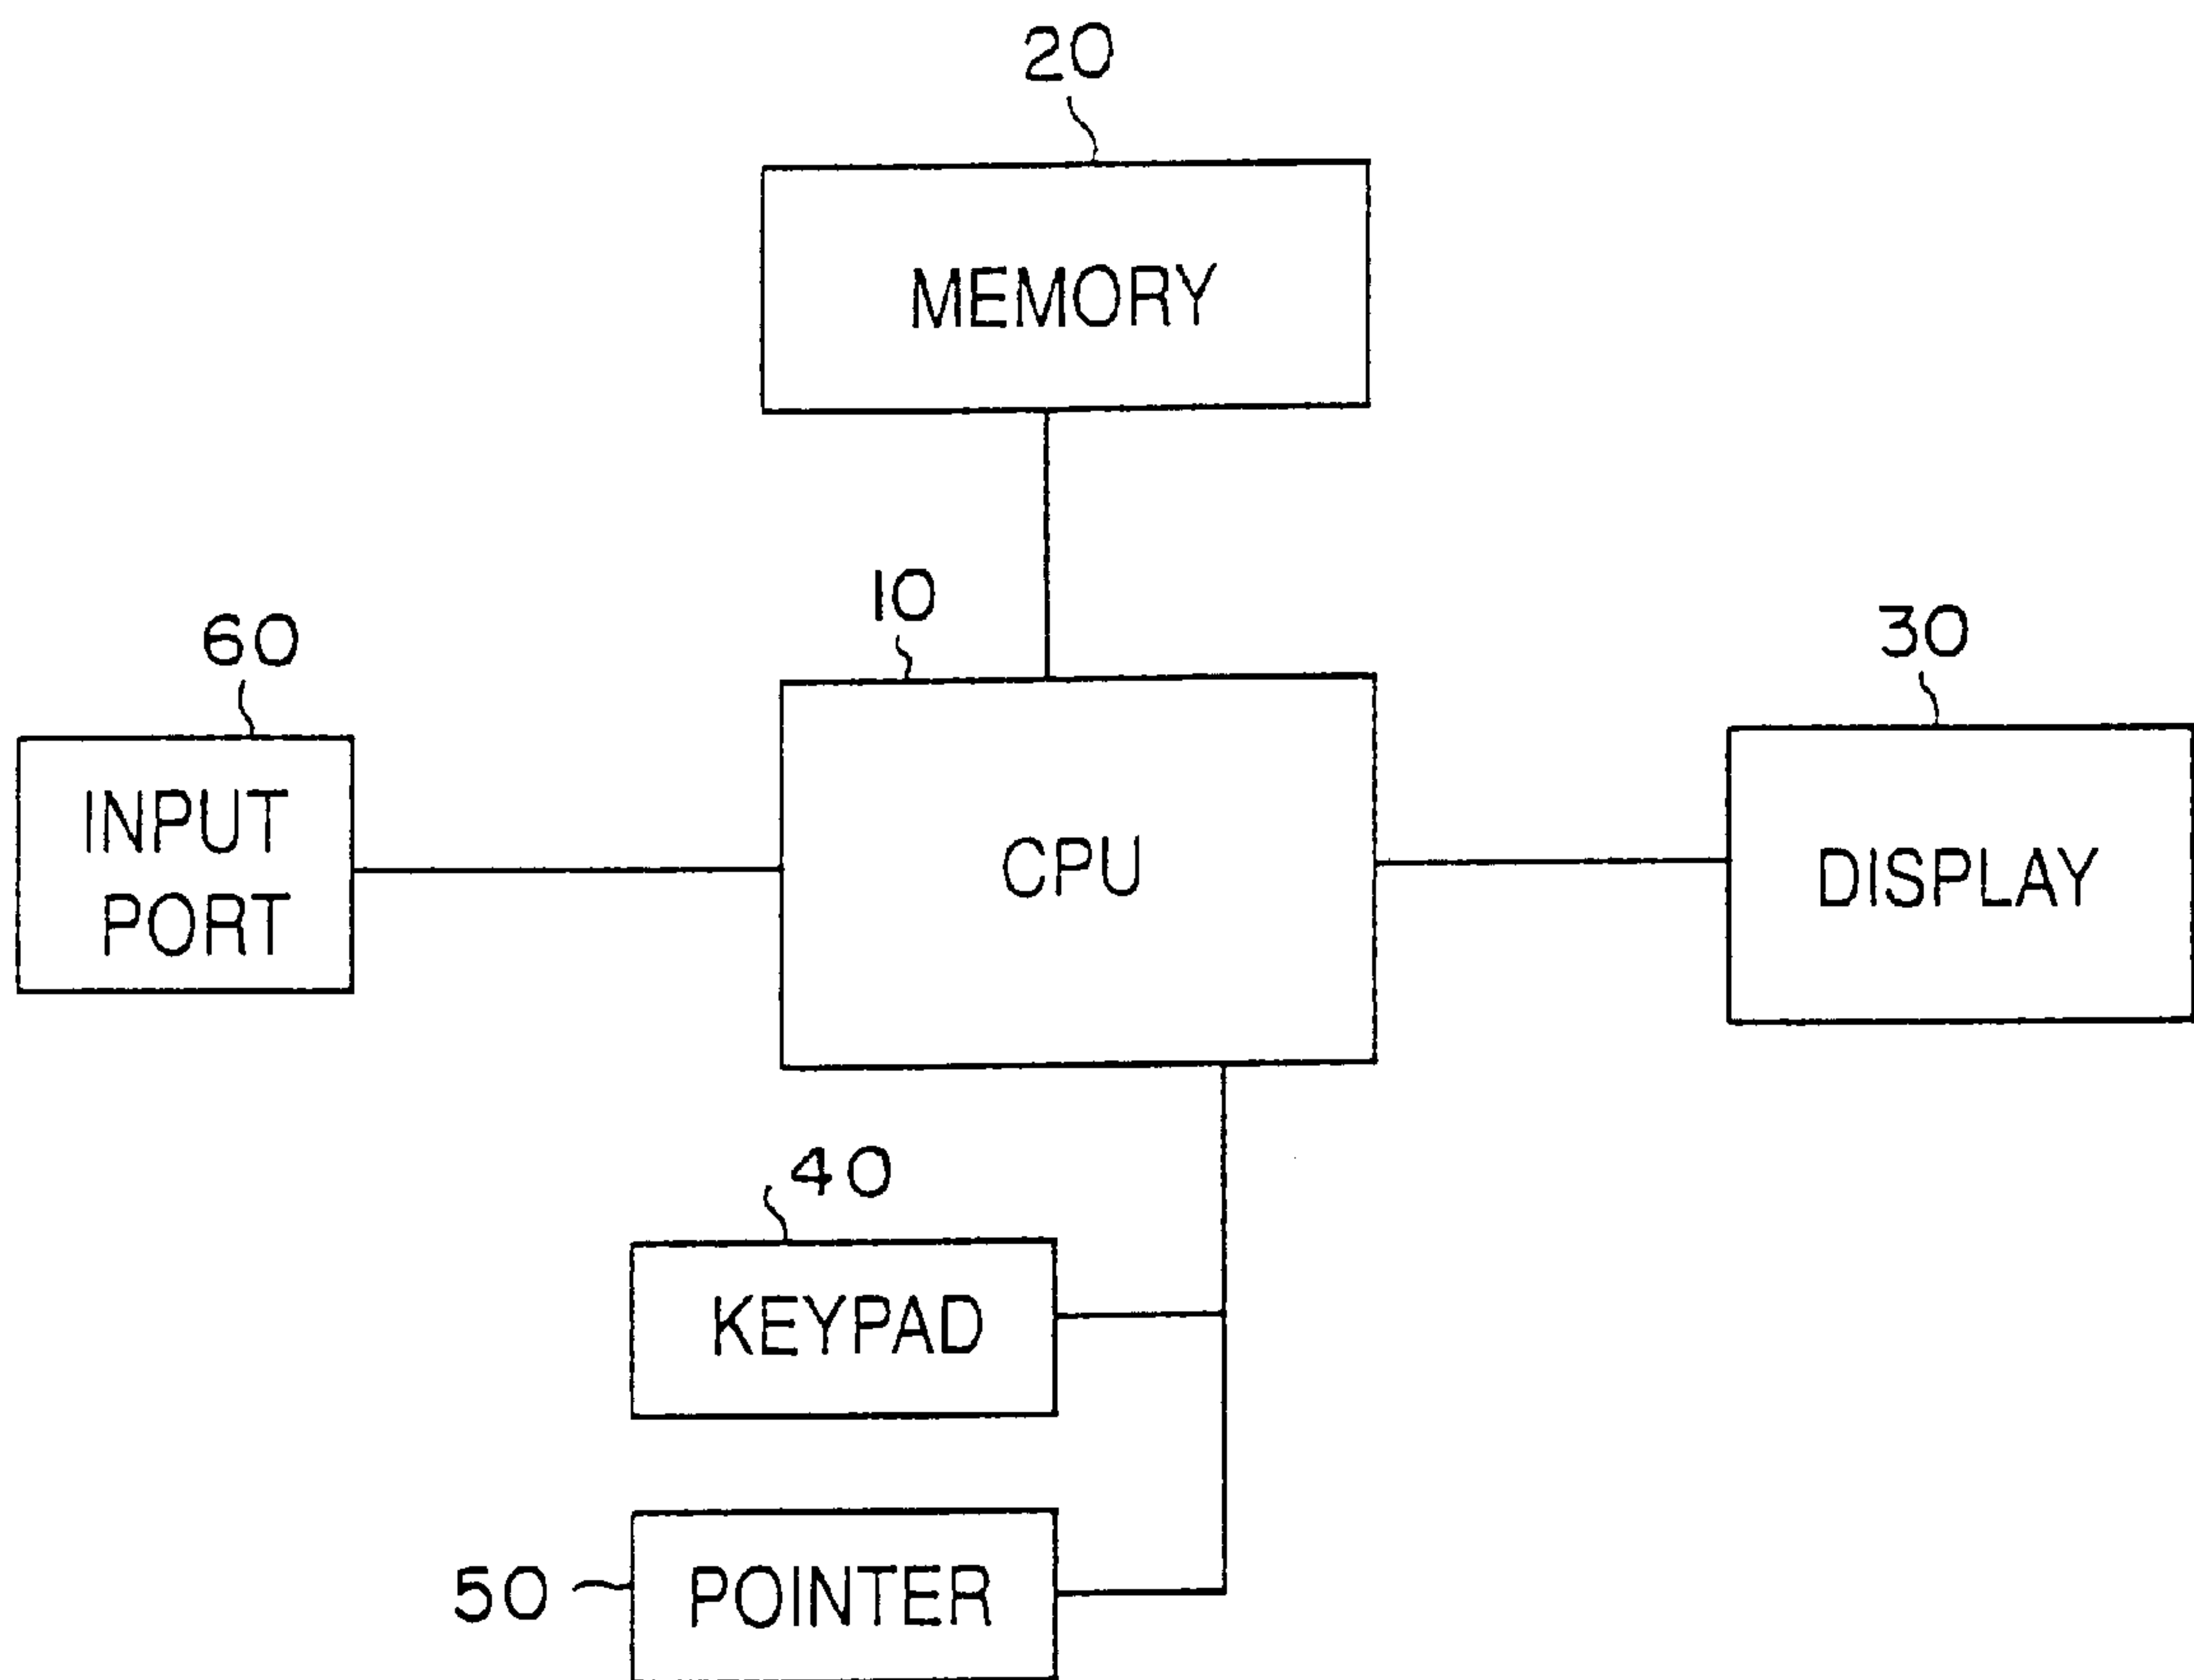 20
MEMORY
10
60
30
INPUT
PORT
CPU
DISPLAY
40
KEYPAD
50
POINTER